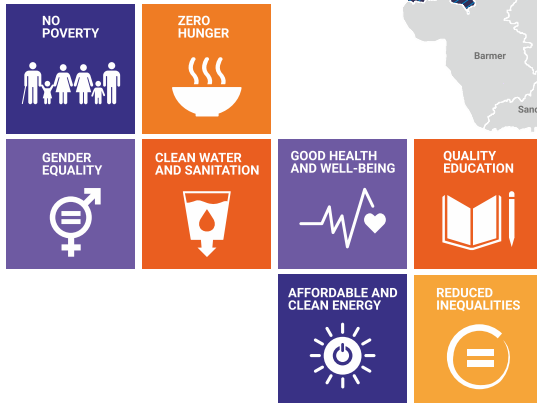 NO
POVERTY
ZERO
HUNGER
Barmer
GENDER
EQUALITY
CLEAN WATER
AND SANITATION
GOOD HEALTH
AND WELL-BEING
QUALITY
EDUCATION
AFFORDABLE AND
CLEAN ENERGY
REDUCED
INEQUALITIES